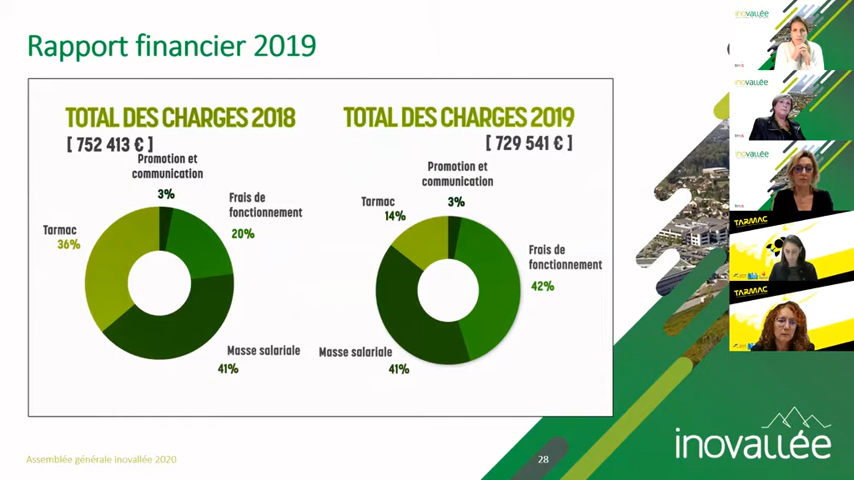 Rapport financier 2019
TOTAL DES CHARGES 2018
[ 752 413 € ]
Promotion et
communication
3%
Frais de
fonctionnement
20%
Tarmac
36%
Masse salariale
41%
TOTAL DES CHARGES 2019
[ 729 541 € ]
Promotion et
communication
3%
Tarmac
14%
Frais de
fonctionnement
42%
Masse salariale
41%
Assemblée générale inovallée 2020
28
inovallée
inovallée
inovallée
inovallée
TARMAC
TARMAC